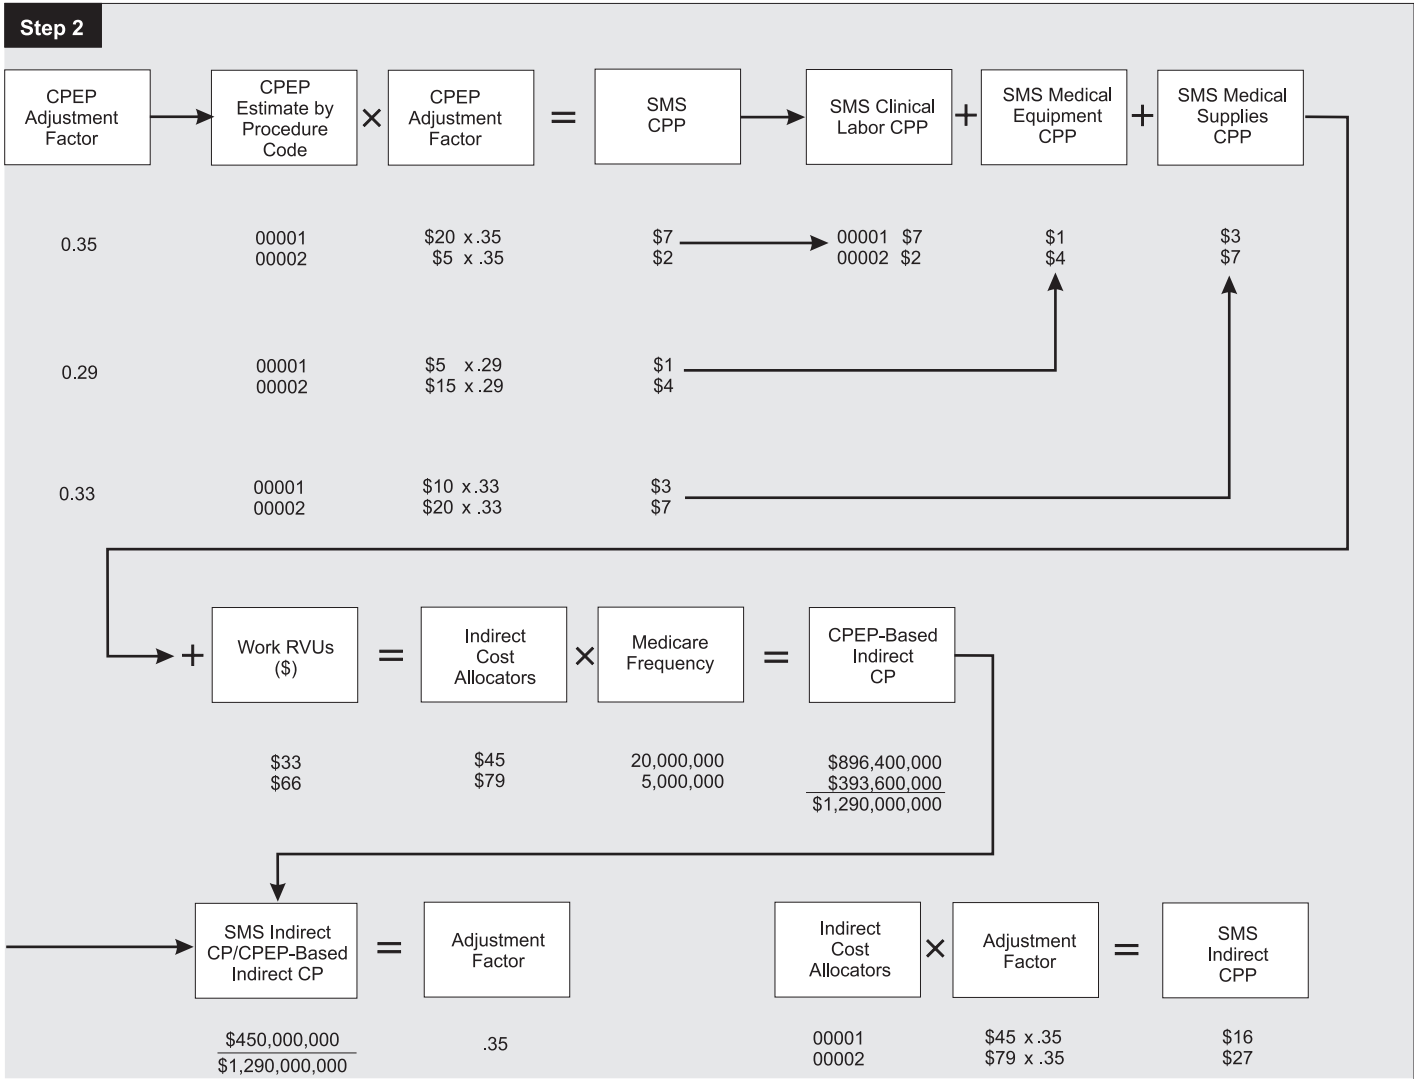 Step 2
CPEP
Adjustment
Factor
CPEP
Estimate by
Procedure
Code
×
CPEP
Adjustment
Factor
=
SMS
CPP
SMS Clinical
Labor CPP
+
SMS Medical
Equipment
CPP
+
SMS Medical
Supplies
CPP
0.35
00001
00002
$20 x .35
$5 x .35
$7
$2
00001 $7
00002 $2
$1
$4
$3
$7
0.29
00001
00002
$5 x .29
$15 x .29
$1
$4
0.33
00001
00002
$10 x .33
$20 x .33
$3
$7
+
Work RVUs
($)
=
Indirect
Cost
Allocators
×
Medicare
Frequency
=
CPEP-Based
Indirect
CP
$33
$66
$45
$79
20,000,000
5,000,000
$896,400,000
$393,600,000
$1,290,000,000
SMS Indirect
CP/CPEP-Based
Indirect CP
=
Adjustment
Factor
Indirect
Cost
Allocators
×
Adjustment
Factor
=
SMS
Indirect
CPP
$450,000,000
$1,290,000,000
.35
00001
00002
$45 x .35
$79 x .35
$16
$27